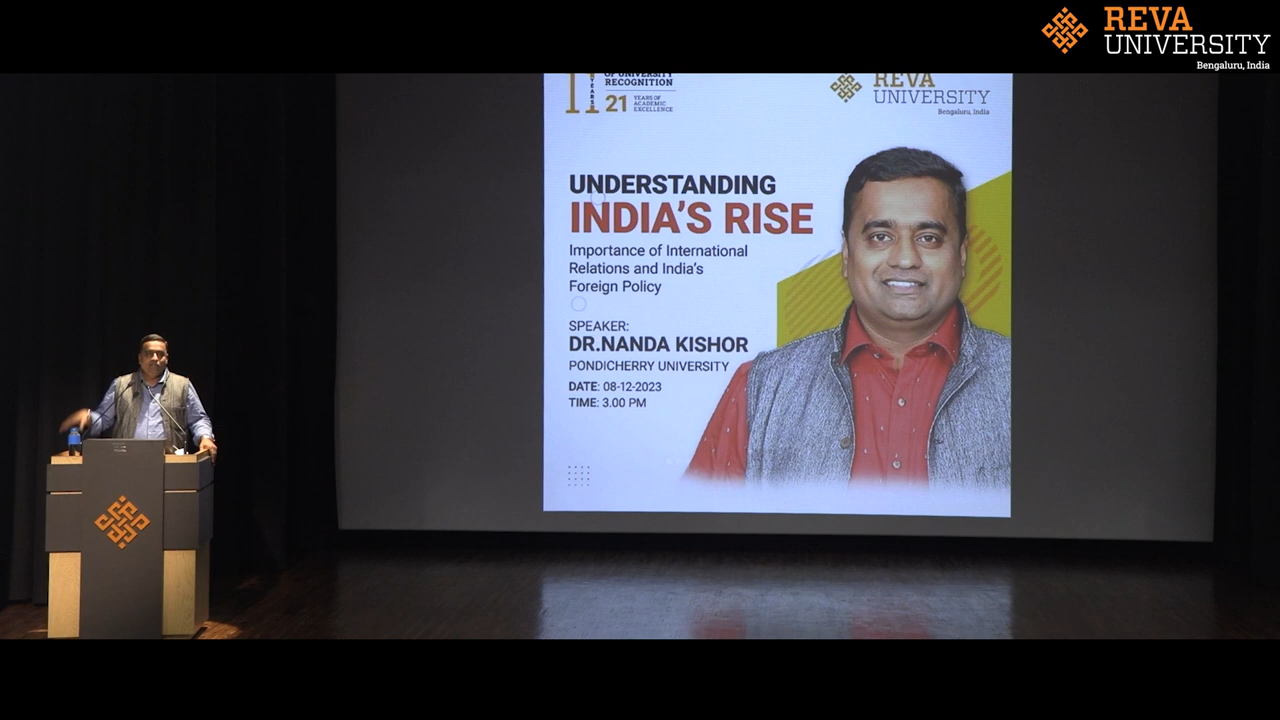 REVA
UNIVERSITY
Bengaluru, India
11
YEARS
OF UNIVERSITY
RECOGNITION
21 YEARS OF
ACADEMIC
EXCELLENCE
REVA
UNIVERSITY
Bengaluru, India
UNDERSTANDING
INDIA'S RISE
Importance of International
Relations and India's
Foreign Policy
SPEAKER:
DR.NANDA KISHOR
PONDICHERRY UNIVERSITY
DATE: 08-12-2023
TIME: 3.00 PM